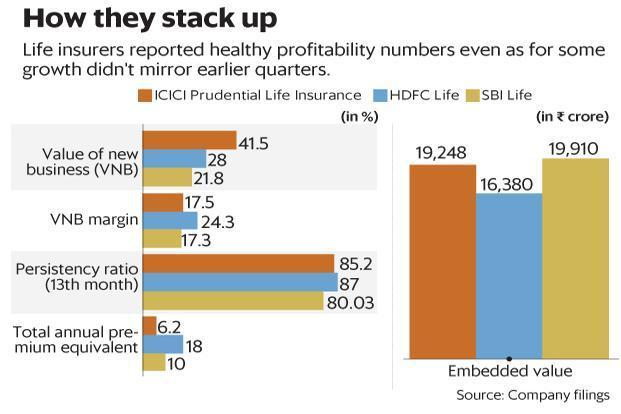 How they stack up
Life insurers reported healthy profitability numbers even as for some
growth didn't mirror earlier quarters.
ICICI Prudential Life Insurance HDFC Life SBI Life
(in %)
Value of new
business (VNB)
41.5
28
21.8
VNB margin
17.5
24.3
17.3
Persistency ratio
(13th month)
85.2
87
80.03
Total annual pre-
mium equivalent
6.2
18
10
(in ₹ crore)
19,248
16,380
19,910
Embedded value
Source: Company filings